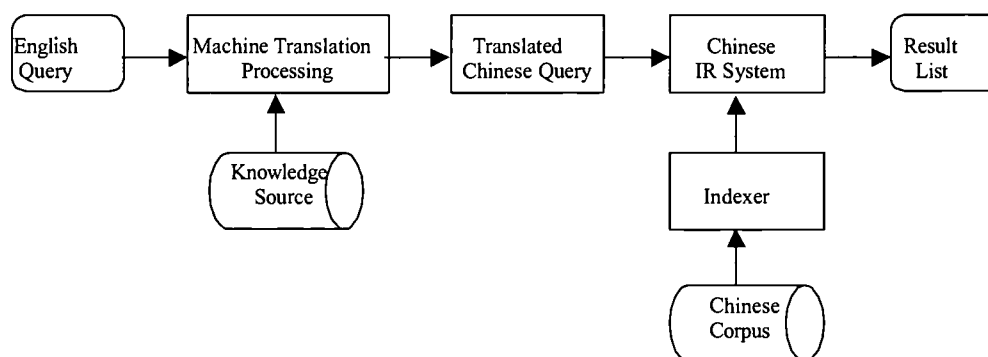 English
Query
Machine Translation
Processing
Translated
Chinese Query
Chinese
IR System
Result
List
Knowledge
Source
Indexer
Chinese
Corpus